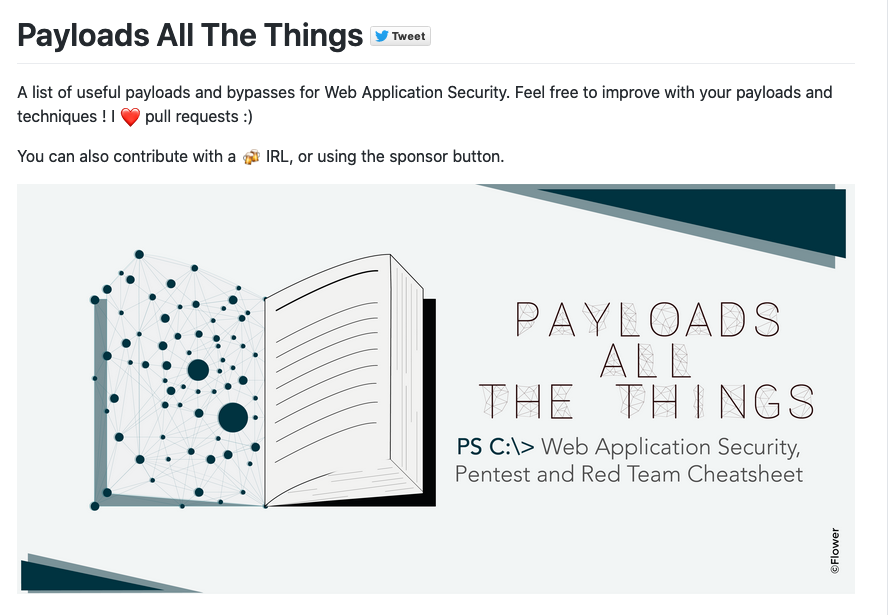 Payloads All The Things Tweet
A list of useful payloads and bypasses for Web Application Security. Feel free to improve with your payloads and
techniques ! I ❤️ pull requests :)
You can also contribute with a 🍻 IRL, or using the sponsor button.
PAYLOADS
ALL
THE THINGS
PS C:\> Web Application Security,
Pentest and Red Team Cheatsheet
©Flower